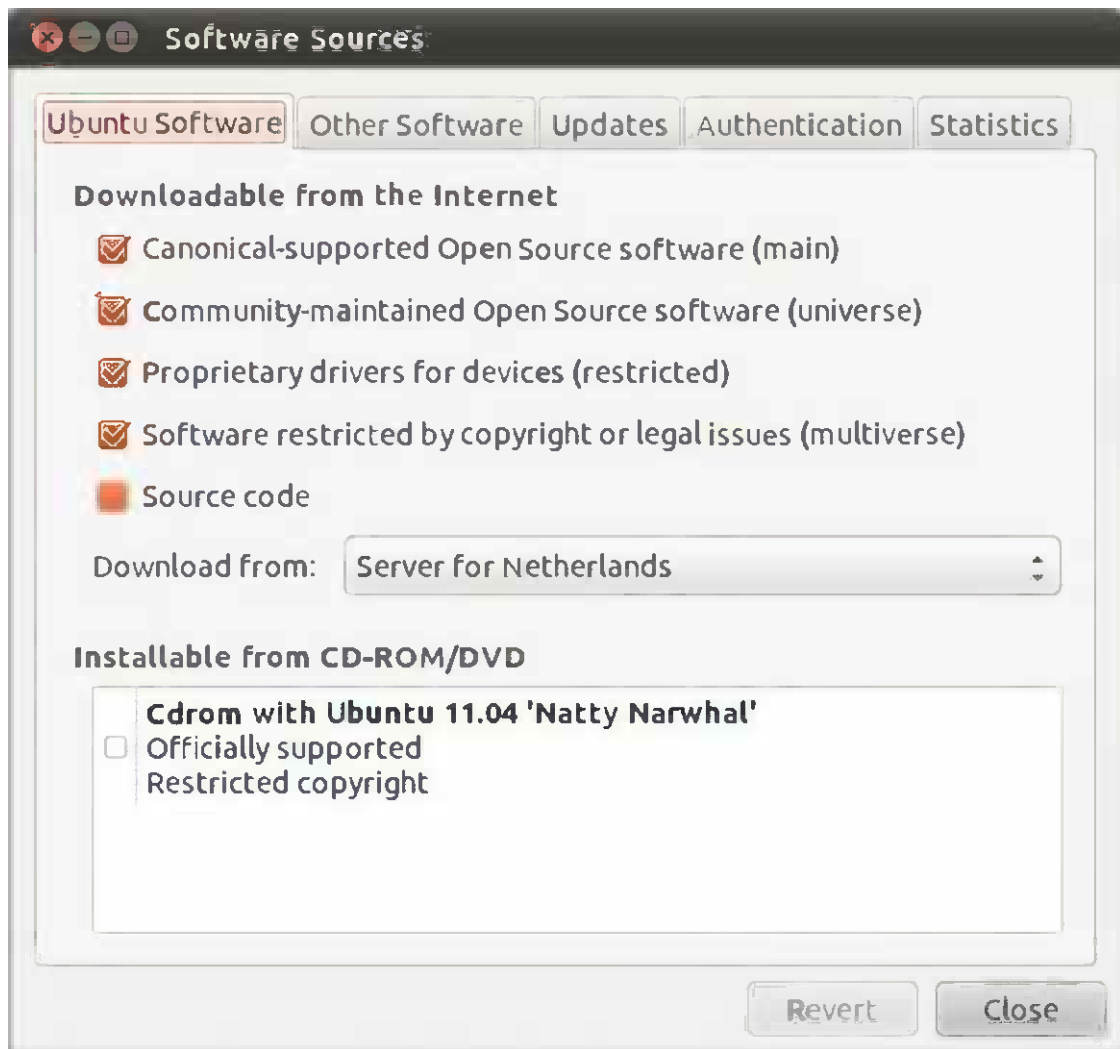 Software Sources
Ubuntu Software Other Software Updates Authentication Statistics
Downloadable from the Internet
Canonical-supported Open Source software (main)
Community-maintained Open Source software (universe)
Proprietary drivers for devices (restricted)
Software restricted by copyright or legal issues (multiverse)
Source code
Download from: Server for Netherlands
Installable from CD-ROM/DVD
Cdrom with Ubuntu 11.04 'Natty Narwhal'
Officially supported
Restricted copyright
Revert Close